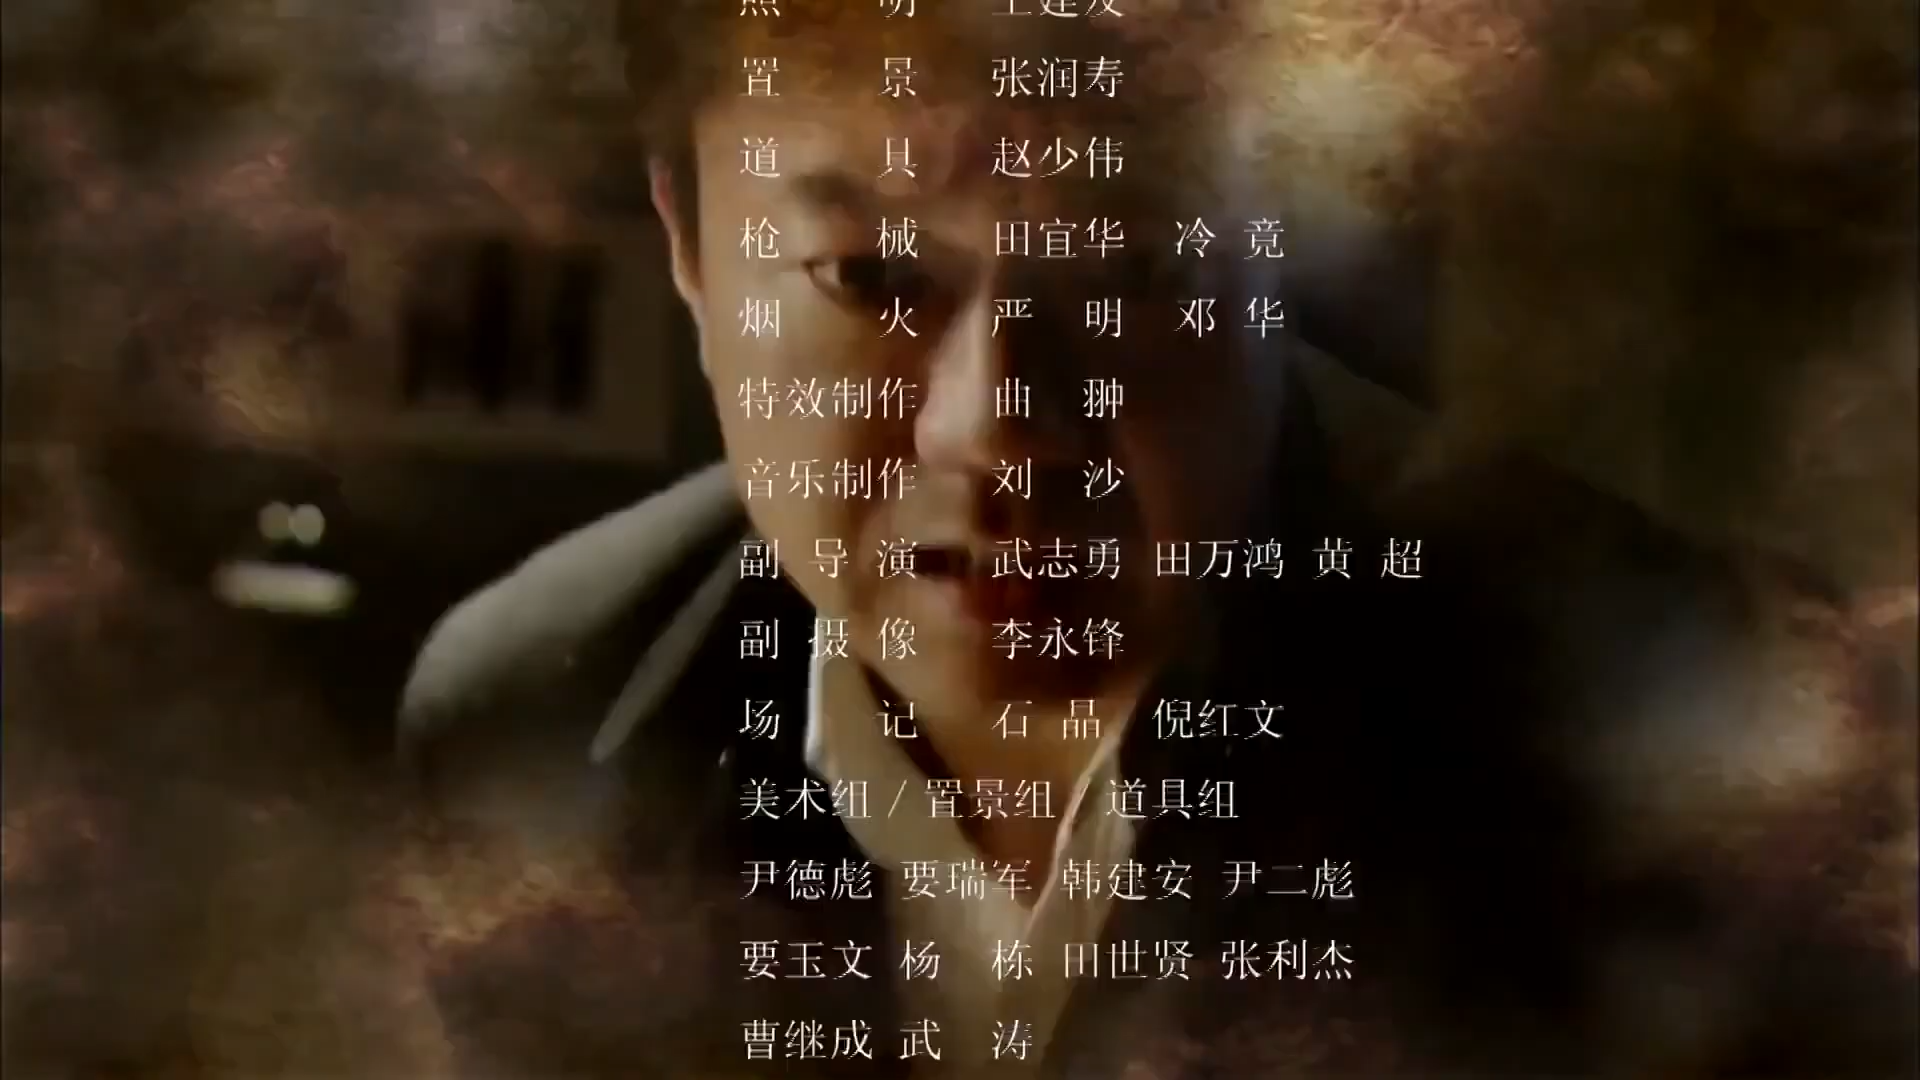 照 明 王建友
置 景 张润寿
道 具 赵少伟
枪 械 田宜华 冷 竟
烟 火 严 明 邓 华
特效制作 曲 翀
音乐制作 刘 沙
副 导 演 武志勇 田万鸿 黄 超
副 摄 像 李永锋
场 记 石 晶 倪红文
美术组 / 置景组 / 道具组
尹德彪 要瑞军 韩建安 尹二彪
要玉文 杨 栋 田世贤 张利杰
曹继成 武 涛